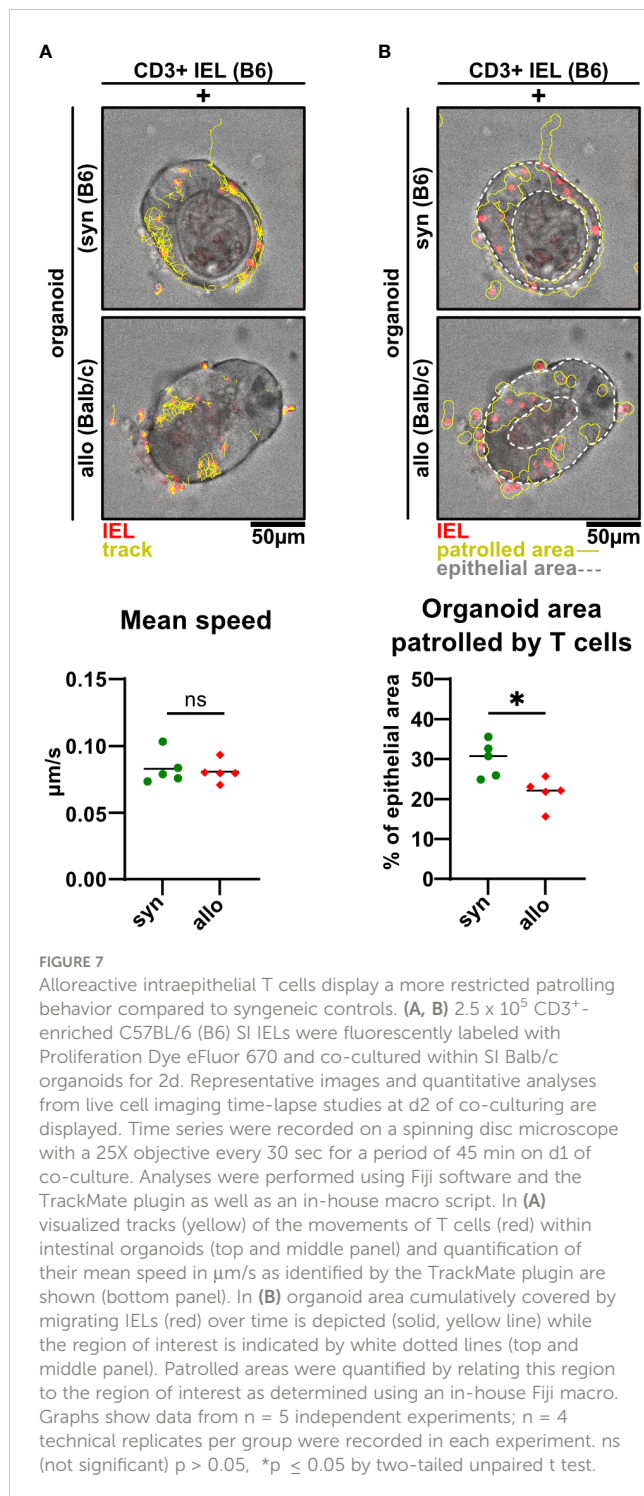 A
B
CD3+ IEL (B6)
+
CD3+ IEL (B6)
+
organoid
(syn (B6)
allo (Balb/c)
organoid
syn (B6)
allo (Balb/c)
IEL
track
50µm
IEL
patrolled area—
epithelial area---
50µm
Mean speed
µm/s
0.15
0.10
0.05
0.00
ns
syn
allo
Organoid area
patrolled by T cells
% of epithelial area
50
40
30
20
10
0
*
syn
allo
FIGURE 7
Alloreactive intraepithelial T cells display a more restricted patrolling
behavior compared to syngeneic controls. (A, B) 2.5 x 10⁵ CD3⁺-
enriched C57BL/6 (B6) SI IELs were fluorescently labeled with
Proliferation Dye eFluor 670 and co-cultured within SI Balb/c
organoids for 2d. Representative images and quantitative analyses
from live cell imaging time-lapse studies at d2 of co-culturing are
displayed. Time series were recorded on a spinning disc microscope
with a 25X objective every 30 sec for a period of 45 min on d1 of
co-culture. Analyses were performed using Fiji software and the
TrackMate plugin as well as an in-house macro script. In (A)
visualized tracks (yellow) of the movements of T cells (red) within
intestinal organoids (top and middle panel) and quantification of
their mean speed in µm/s as identified by the TrackMate plugin are
shown (bottom panel). In (B) organoid area cumulatively covered by
migrating IELs (red) over time is depicted (solid, yellow line) while
the region of interest is indicated by white dotted lines (top and
middle panel). Patrolled areas were quantified by relating this region
to the region of interest as determined using an in-house Fiji macro.
Graphs show data from n = 5 independent experiments; n = 4
technical replicates per group were recorded in each experiment. ns
(not significant) p > 0.05, *p ≤ 0.05 by two-tailed unpaired t test.